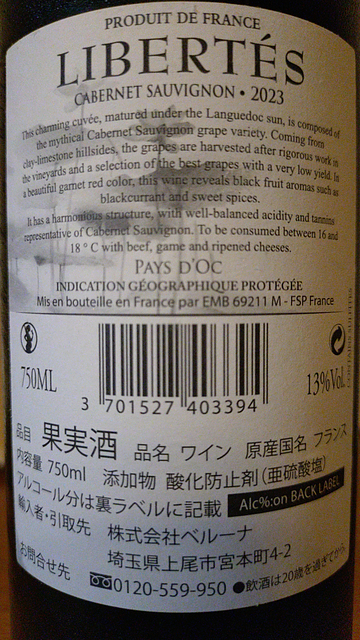 PRODUIT DE FRANCE
LIBERTÉS
CABERNET SAUVIGNON • 2023
This charming cuvée, matured under the Languedoc sun, is composed of
the mythical Cabernet Sauvignon grape variety. Coming from
clay-limestone hillsides, the grapes are harvested after rigorous work in
the vineyards and a selection of the best grapes with a very low yield. In
a beautiful garnet red color, this wine reveals black fruit aromas such as
blackcurrant and sweet spices.
It has a harmonious structure, with well-balanced acidity and tannins
representative of Cabernet Sauvignon. To be consumed between 16 and
18 ° C with beef, game and ripened cheeses.
PAYS D'OC
INDICATION GÉOGRAPHIQUE PROTÉGÉE
Mis en bouteille en France par EMB 69211 M - FSP France
750ML
13%Vol.
3 701527 403394
品目 果実酒 品名 ワイン 原産国名 フランス
内容量 750ml 添加物 酸化防止剤(亜硫酸塩)
アルコール分は裏ラベルに記載 Alc%:on BACK LABEL
輸入者・引取先 株式会社ベルーナ
埼玉県上尾市宮本町4-2
お問合せ先 0120-559-950 ●飲酒は20歳を過ぎてから。